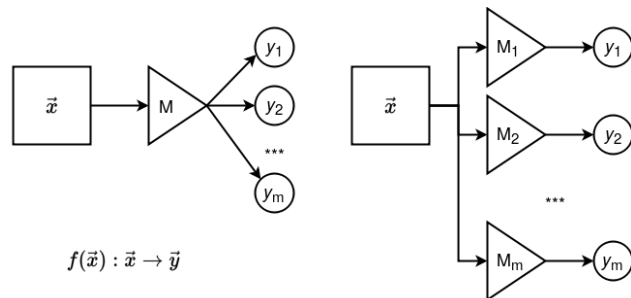 x⃗
M
y₁
y₂
***
yₘ
f(x⃗) : x⃗ → y⃗
x⃗
M₁
y₁
M₂
y₂
***
Mₘ
yₘ